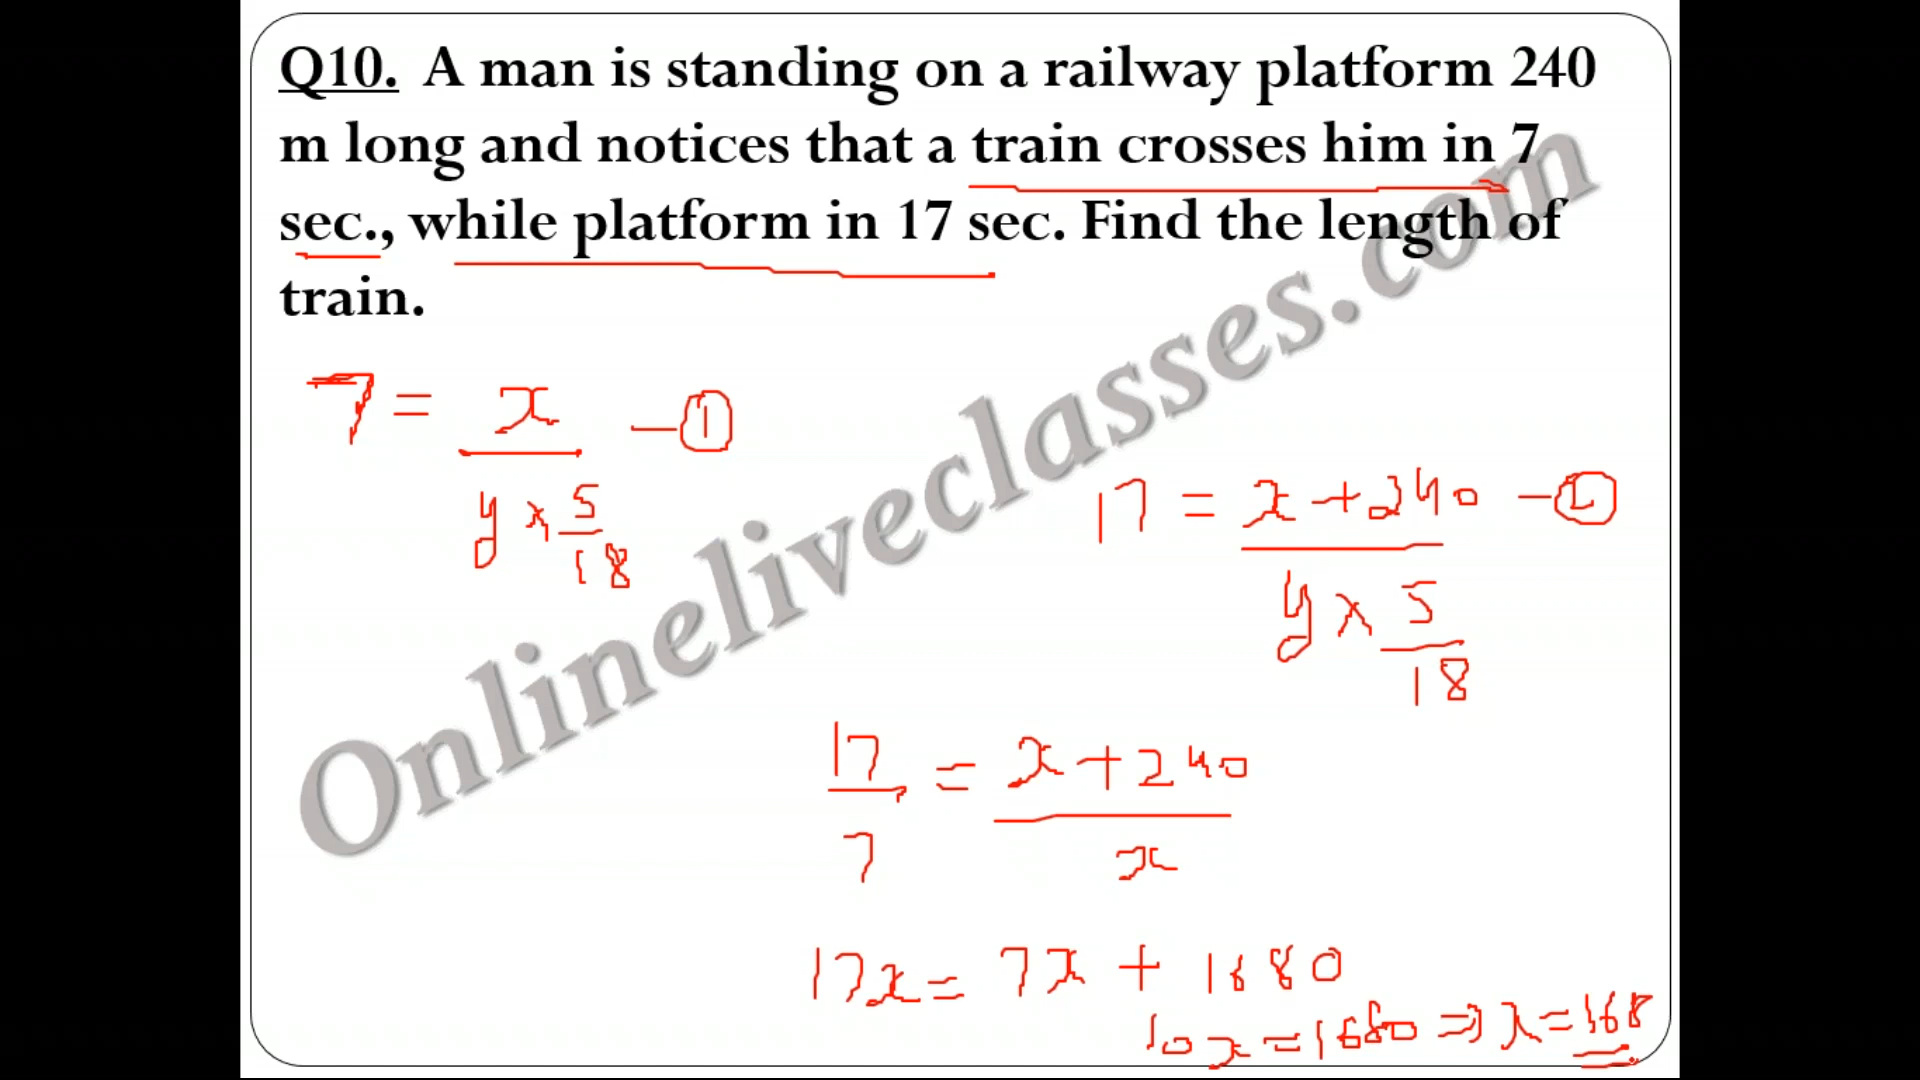 Q10. A man is standing on a railway platform 240
m long and notices that a train crosses him in 7
sec., while platform in 17 sec. Find the length of
train.
7 = x / (y × 5/18) —①
17 = (x + 240) / (y × 5/18) —②
17/7 = (x + 240) / x
17x = 7x + 1680
10x = 1680 ⇒ x = 168
Onlineliveclasses.com